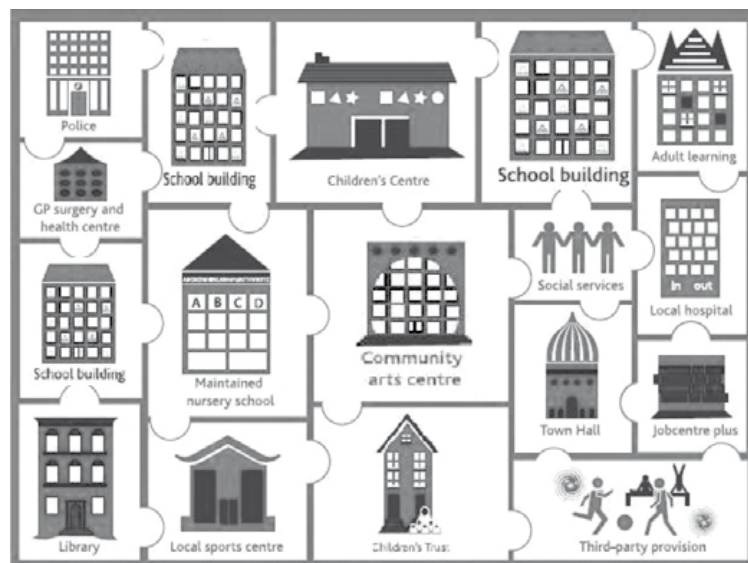 Police
School building
Children's Centre
School building
Adult learning
GP surgery and
health centre
School building
A B C D
Maintained
nursery school
Community
arts centre
Social services
in out
Local hospital
Town Hall
Jobcentre plus
Library
Local sports centre
Children's Trust
Third-party provision